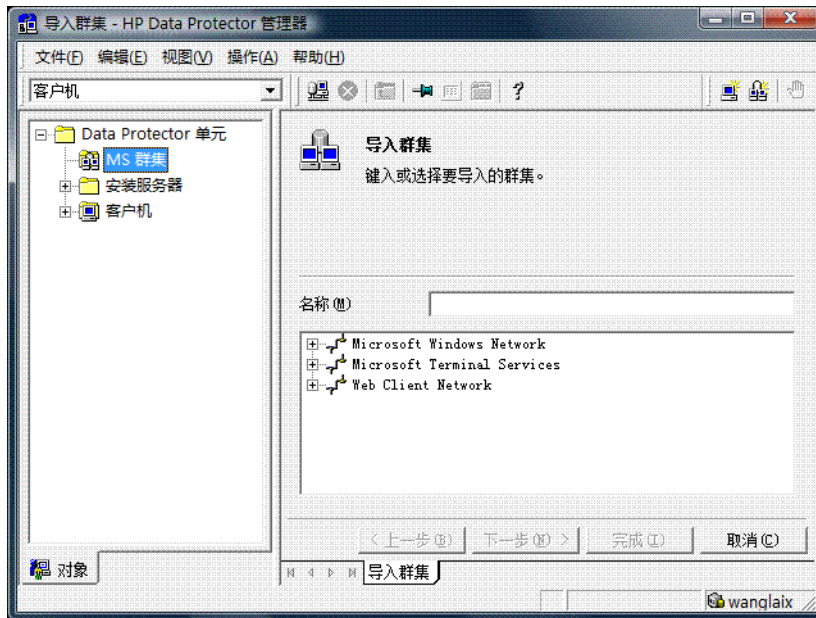 导入群集 - HP Data Protector 管理器
文件(F) 编辑(E) 视图(V) 操作(A) 帮助(H)
客户机
Data Protector 单元
MS 群集
安装服务器
客户机
导入群集
键入或选择要导入的群集。
名称(M)
Microsoft Windows Network
Microsoft Terminal Services
Web Client Network
<上一步(B) 下一步(N)> 完成(I) 取消(C)
对象
导入群集
wanglaix